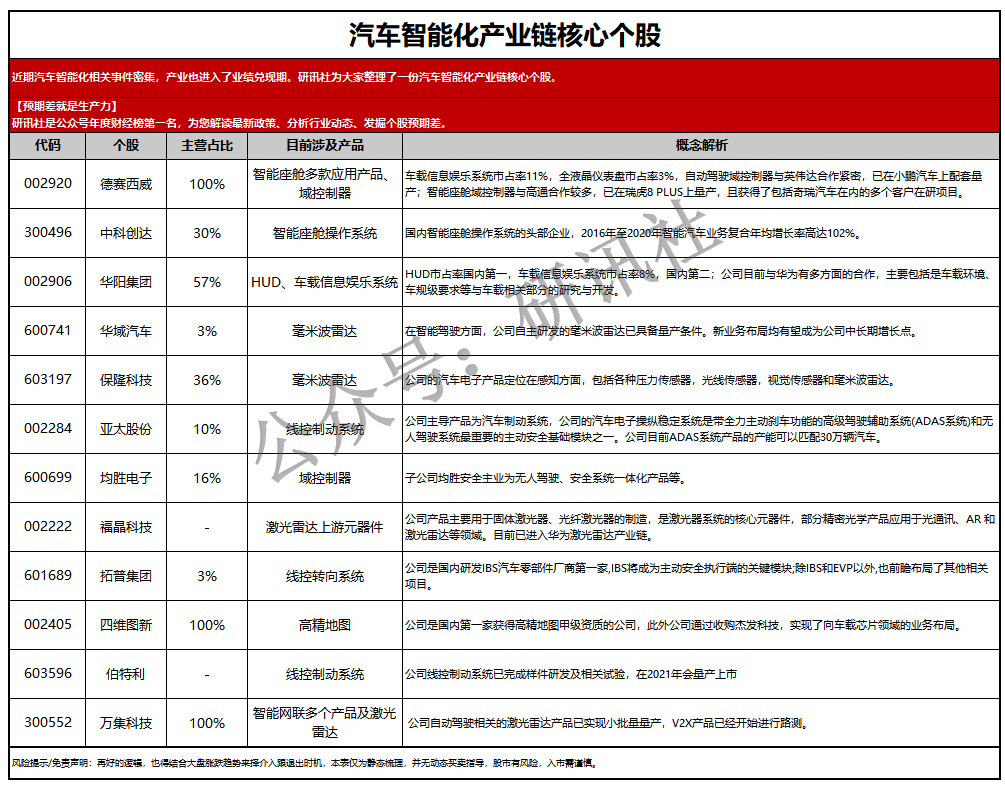 汽车智能化产业链核心个股
近期汽车智能化相关事件密集，产业也进入了业绩兑现期。研讯社为大家整理了一份汽车智能化产业链核心个股。
【预期差就是生产力】
研讯社是公众号年度财经榜第一名，为您解读最新政策、分析行业动态、发掘个股预期差。
代码 个股 主营占比 目前涉及产品 概念解析
002920 德赛西威 100% 智能座舱多款应用产品、
域控制器
车载信息娱乐系统市占率11%，全液晶仪表盘市占率3%，自动驾驶域控制器与英伟达合作紧密，已在小鹏汽车上配套量
产；智能座舱域控制器与高通合作较多，已在瑞虎8 PLUS上量产，且获得了包括奇瑞汽车在内的多个客户在研项目。
300496 中科创达 30% 智能座舱操作系统 国内智能座舱操作系统的头部企业，2016年至2020年智能汽车业务复合年均增长率高达102%。
002906 华阳集团 57% HUD、车载信息娱乐系统
HUD市占率国内第一，车载信息娱乐系统市占率8%，国内第二；公司目前与华为有多方面的合作，主要包括是车载环境、
车规级要求等与车载相关部分的研究与开发。
600741 华域汽车 3% 毫米波雷达 在智能驾驶方面，公司自主研发的毫米波雷达已具备量产条件。新业务布局均有望成为公司中长期增长点。
603197 保隆科技 36% 毫米波雷达 公司的汽车电子产品定位在感知方面，包括各种压力传感器，光线传感器，视觉传感器和毫米波雷达。
002284 亚太股份 10% 线控制动系统
公司主导产品为汽车制动系统，公司的汽车电子操纵稳定系统是带全力主动刹车功能的高级驾驶辅助系统(ADAS系统)和无
人驾驶系统最重要的主动安全基础模块之一。公司目前ADAS系统产品的产能可以匹配30万辆汽车。
600699 均胜电子 16% 域控制器 子公司均胜安全主业为无人驾驶、安全系统一体化产品等。
002222 福晶科技 - 激光雷达上游元器件
公司产品主要用于固体激光器、光纤激光器的制造，是激光器系统的核心元器件，部分精密光学产品应用于光通讯、AR 和
激光雷达等领域。目前已进入华为激光雷达产业链。
601689 拓普集团 3% 线控转向系统
公司是国内研发IBS汽车零部件厂商第一家,IBS将成为主动安全执行端的关键模块;除IBS和EVP以外,也前瞻布局了其他相关
项目。
002405 四维图新 100% 高精地图 公司是国内第一家获得高精地图甲级资质的公司，此外公司通过收购杰发科技，实现了向车载芯片领域的业务布局。
603596 伯特利 - 线控制动系统 公司线控制动系统已完成样件研发及相关试验，在2021年会量产上市
300552 万集科技 100% 智能网联多个产品及激光
雷达
公司自动驾驶相关的激光雷达产品已实现小批量量产，V2X产品已经开始进行路测。
风险提示/免责声明：再好的逻辑，也得结合大盘涨跌趋势来择介入跟退出时机，本表仅为静态梳理，并无动态买卖指导，股市有风险，入市需谨慎。
公众号：研讯社